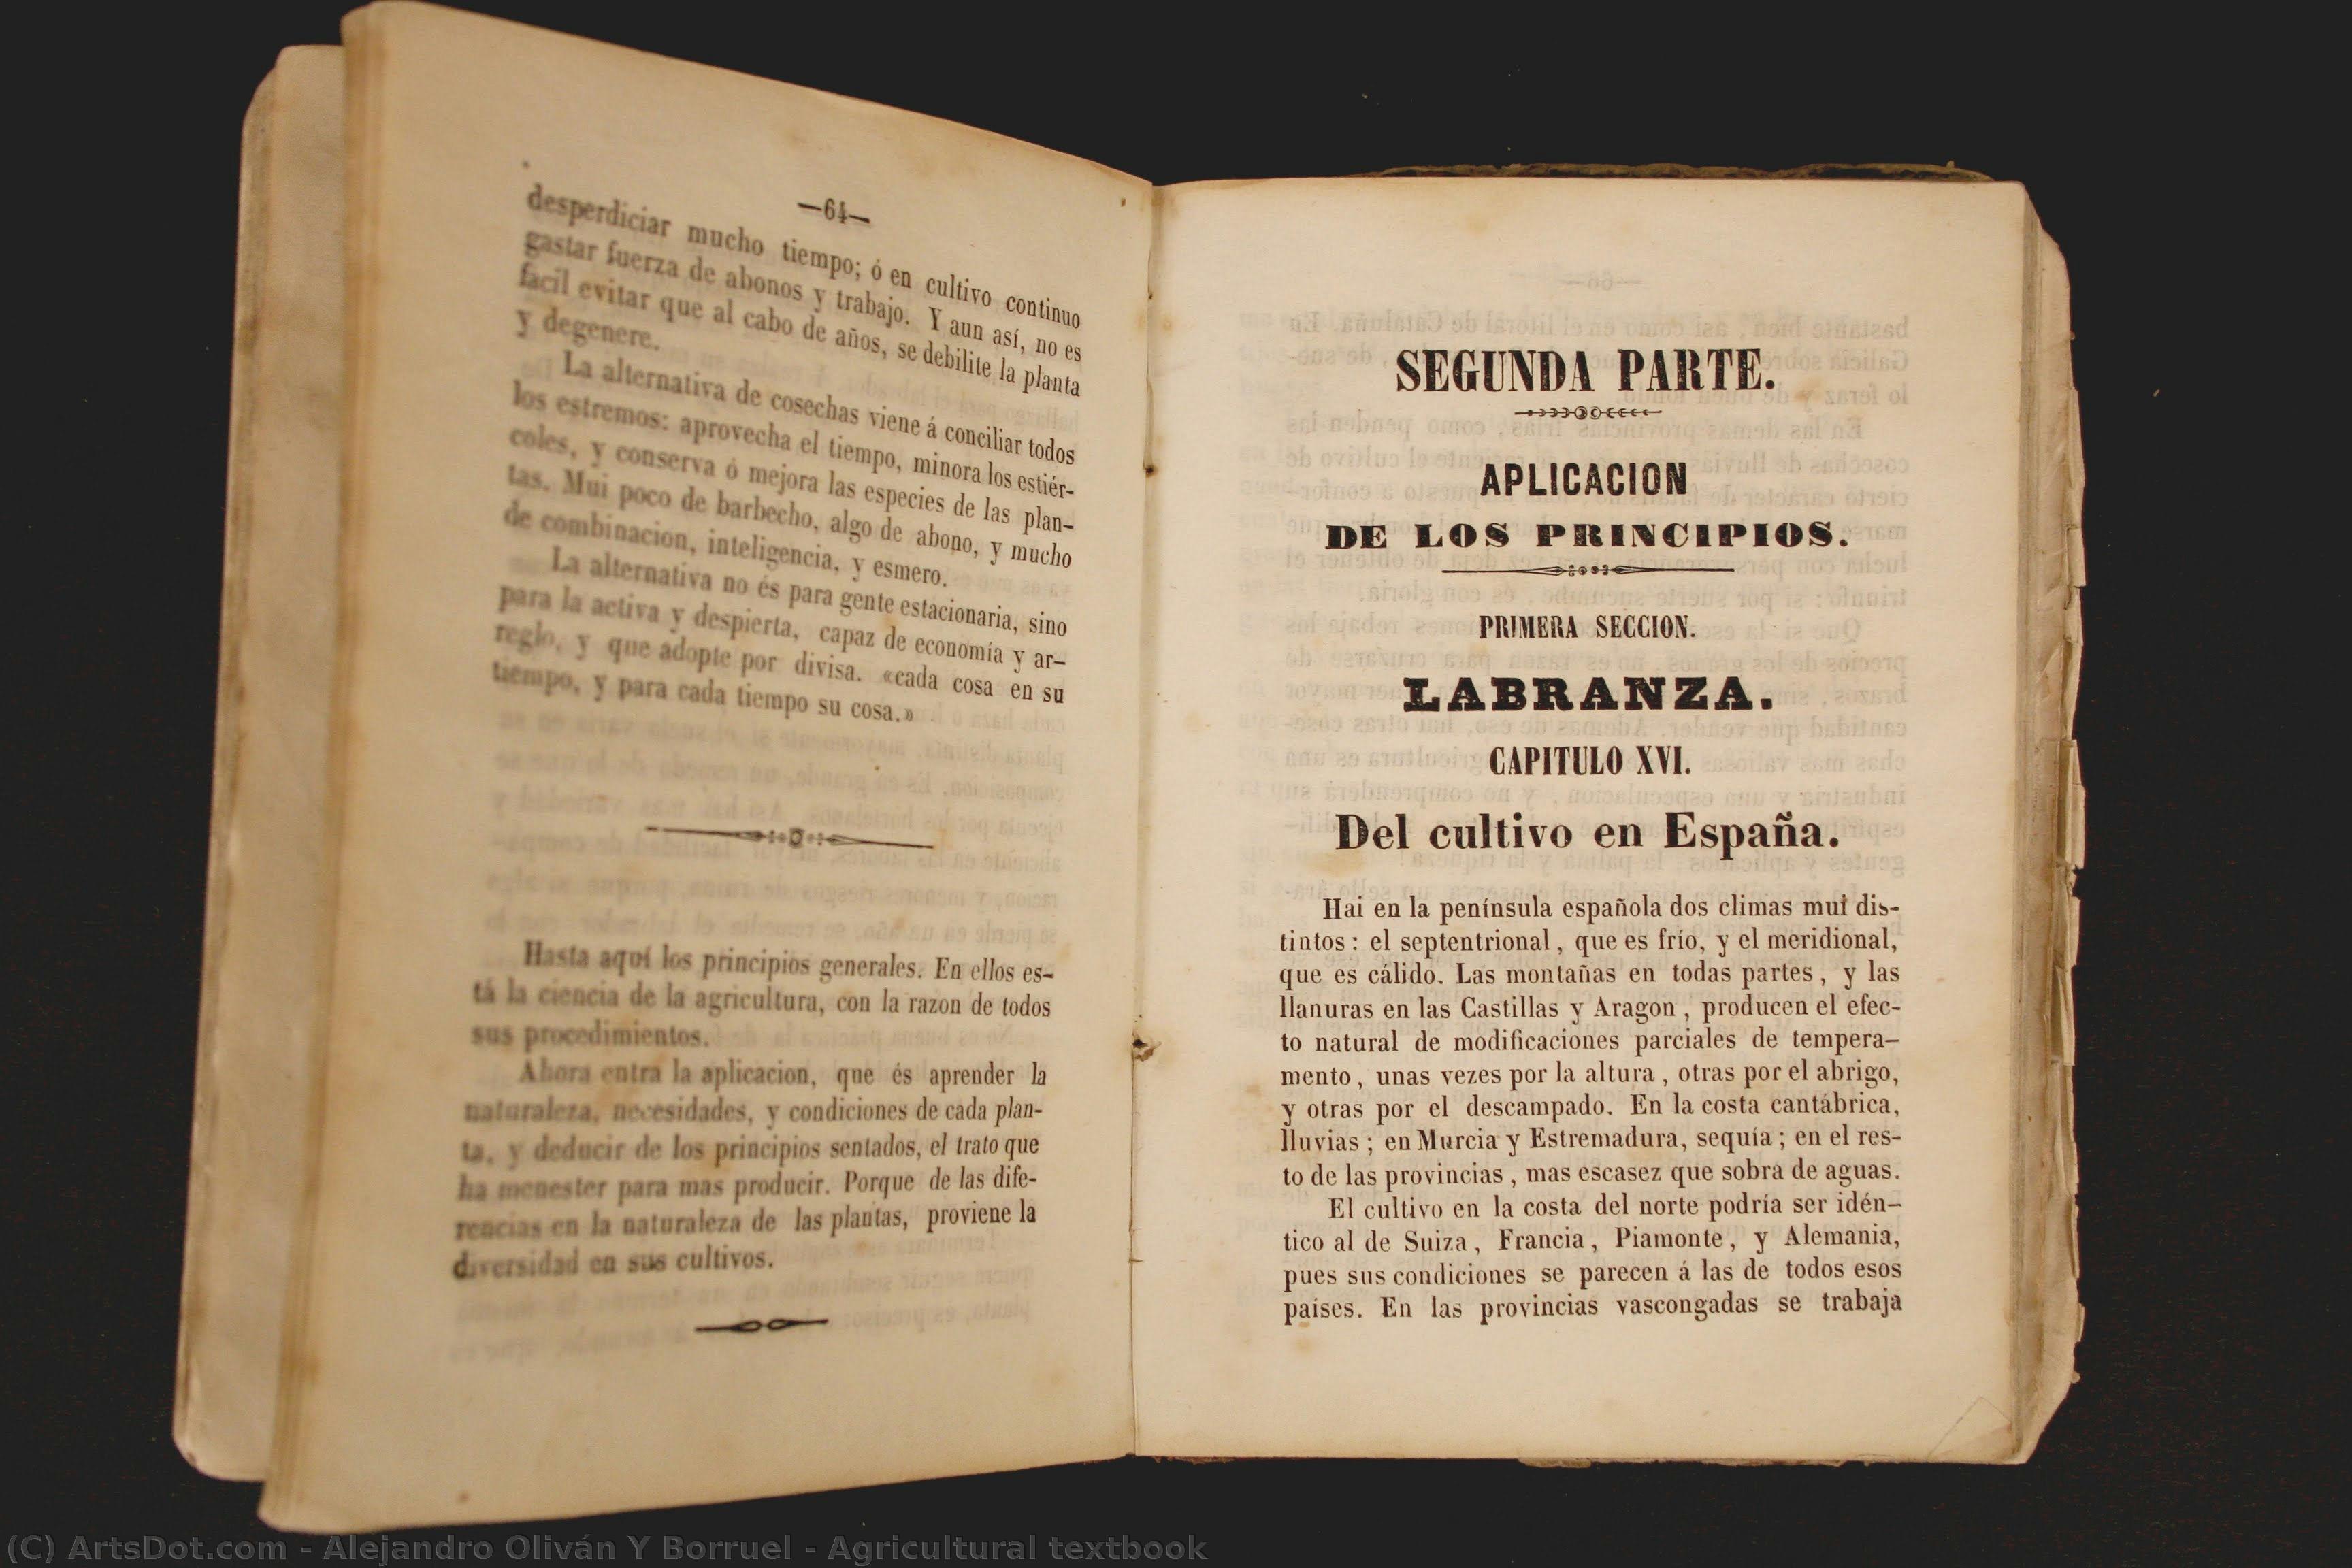 —64—
desperdiciar mucho tiempo; ó en cultivo continuo
gastar fuerza de abonos y trabajo. Y aun así, no es
facil evitar que al cabo de años, se debilite la planta
y degenere.
La alternativa de cosechas viene á conciliar todos
los estremos: aprovecha el tiempo, minora los estiér-
coles, y conserva ó mejora las especies de las plan-
tas. Mui poco de barbecho, algo de abono, y mucho
de combinacion, inteligencia, y esmero.
La alternativa no és para gente estacionaria, sino
para la activa y despierta, capaz de economía y ar-
reglo, y que adopte por divisa. «cada cosa en su
tiempo, y para cada tiempo su cosa.»
Hasta aquí los principios generales. En ellos es-
tá la ciencia de la agricultura, con la razon de todos
sus procedimientos.
Ahora entra la aplicacion, que és aprender la
naturaleza, necesidades, y condiciones de cada plan-
ta, y deducir de los principios sentados, el trato que
ha menester para mas producir. Porque de las dife-
rencias en la naturaleza de las plantas, proviene la
diversidad en sus cultivos.
SEGUNDA PARTE.
APLICACION
DE LOS PRINCIPIOS.
PRIMERA SECCION.
LABRANZA.
CAPITULO XVI.
Del cultivo en España.
Hai en la península española dos climas mui dis-
tintos: el septentrional, que es frío, y el meridional,
que es cálido. Las montañas en todas partes, y las
llanuras en las Castillas y Aragon, producen el efec-
to natural de modificaciones parciales de tempera-
mento, unas vezes por la altura, otras por el abrigo,
y otras por el descampado. En la costa cantábrica,
lluvias; en Murcia y Estremadura, sequía; en el res-
to de las provincias, mas escasez que sobra de aguas.
El cultivo en la costa del norte podría ser idén-
tico al de Suiza, Francia, Piamonte, y Alemania,
pues sus condiciones se parecen á las de todos esos
países. En las provincias vascongadas se trabaja
(C) ArtsDot.com - Alejandro Oliván Y Borruel - Agricultural textbook